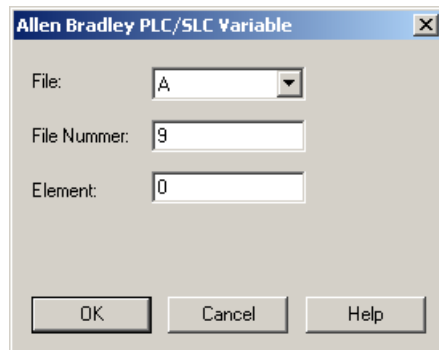 Allen Bradley PLC/SLC Variable
File: A
File Nummer: 9
Element: 0
OK Cancel Help